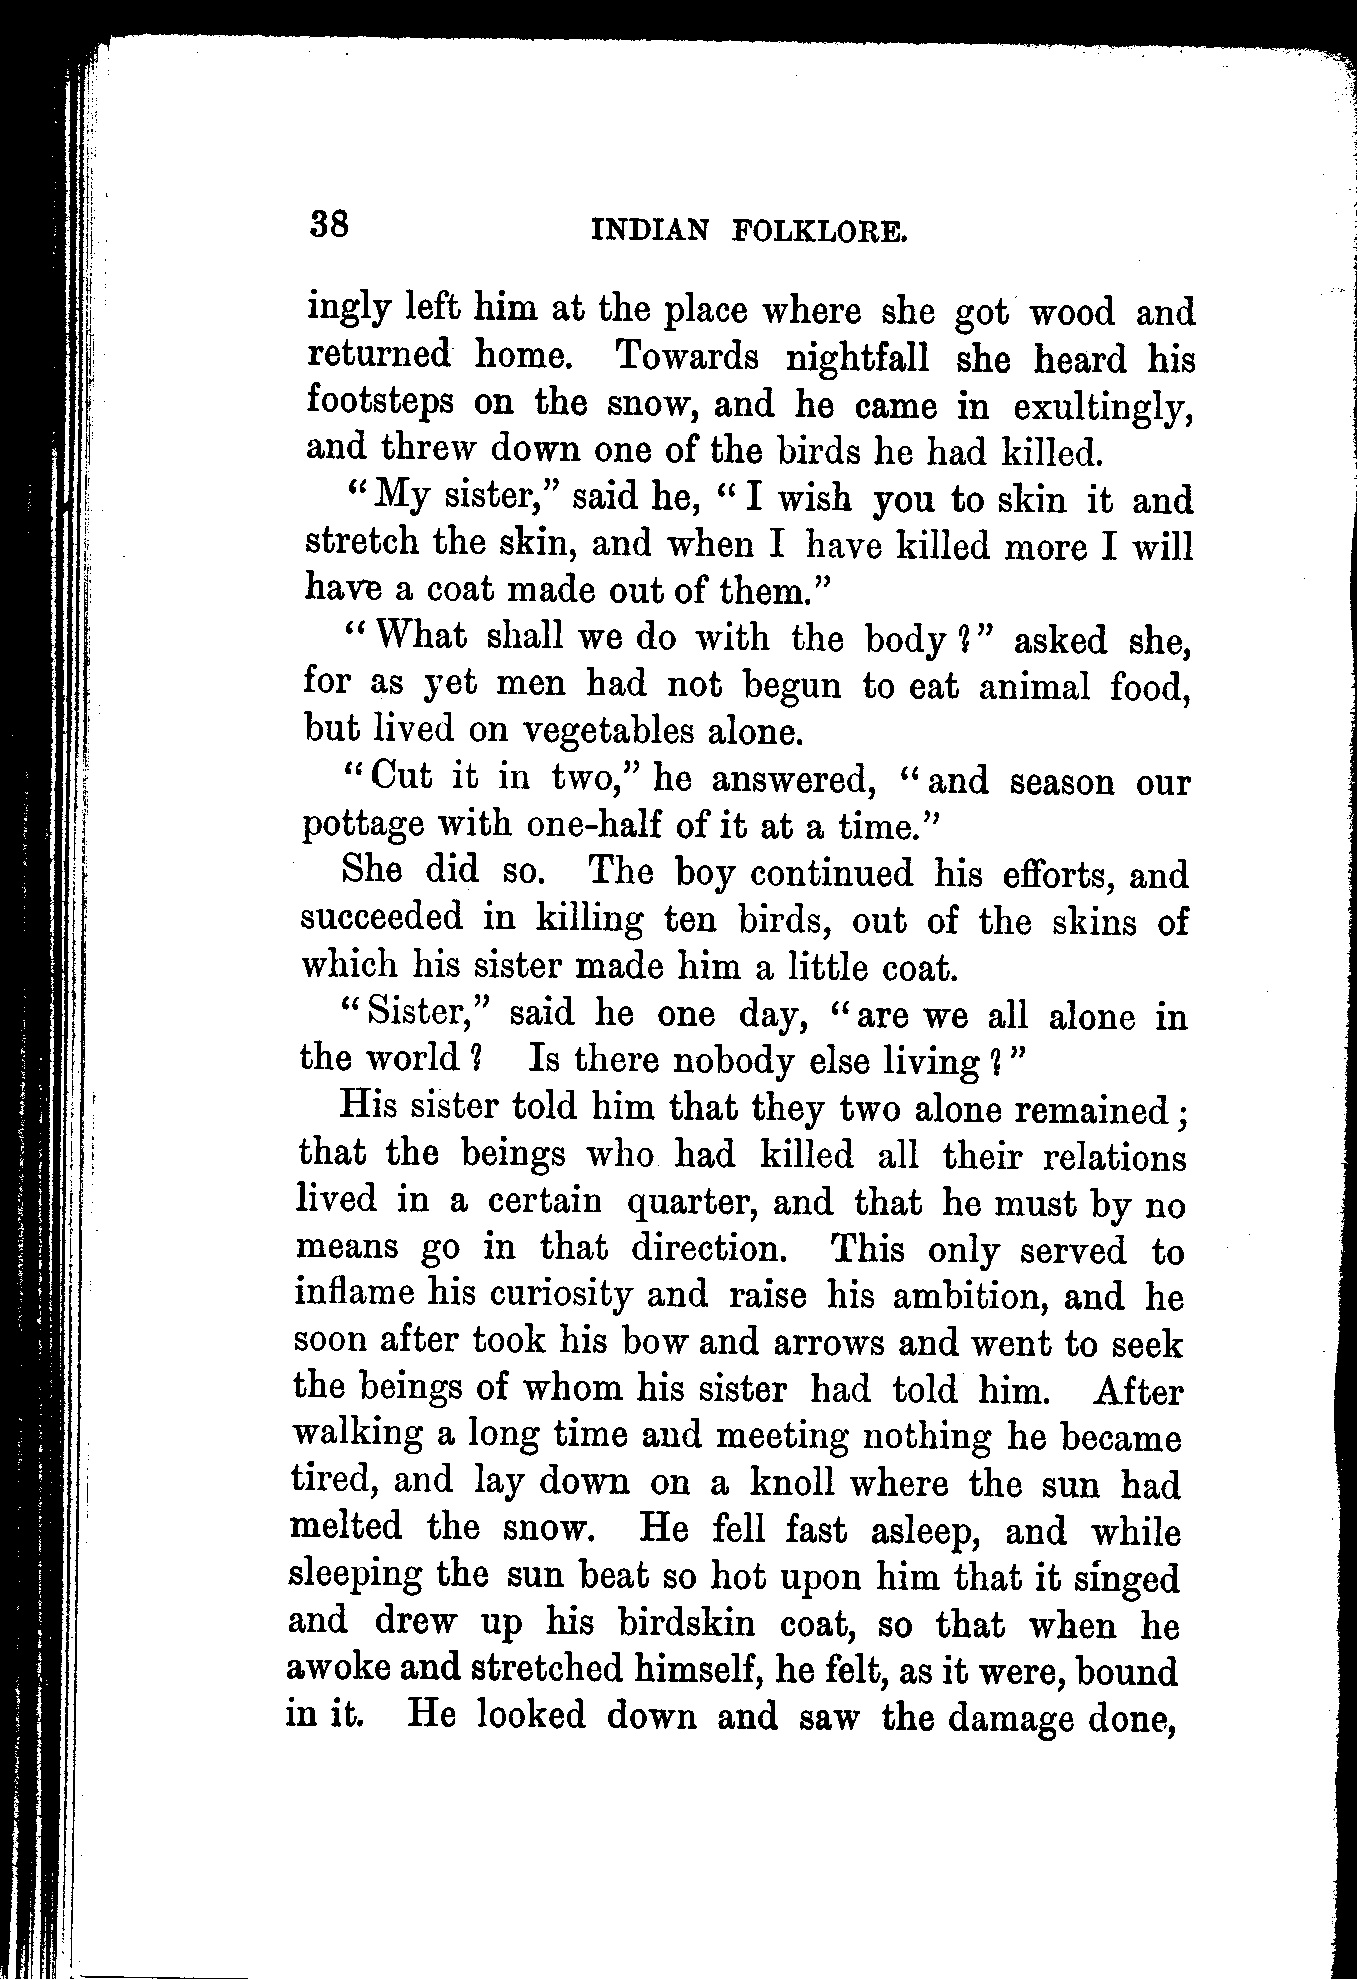 38 INDIAN FOLKLORE.
ingly left him at the place where she got wood and
returned home. Towards nightfall she heard his
footsteps on the snow, and he came in exultingly,
and threw down one of the birds he had killed.
“My sister,” said he, “I wish you to skin it and
stretch the skin, and when I have killed more I will
have a coat made out of them.”
“What shall we do with the body?” asked she,
for as yet men had not begun to eat animal food,
but lived on vegetables alone.
“Cut it in two,” he answered, “and season our
pottage with one-half of it at a time.”
She did so. The boy continued his efforts, and
succeeded in killing ten birds, out of the skins of
which his sister made him a little coat.
“Sister,” said he one day, “are we all alone in
the world? Is there nobody else living?”
His sister told him that they two alone remained;
that the beings who had killed all their relations
lived in a certain quarter, and that he must by no
means go in that direction. This only served to
inflame his curiosity and raise his ambition, and he
soon after took his bow and arrows and went to seek
the beings of whom his sister had told him. After
walking a long time and meeting nothing he became
tired, and lay down on a knoll where the sun had
melted the snow. He fell fast asleep, and while
sleeping the sun beat so hot upon him that it singed
and drew up his birdskin coat, so that when he
awoke and stretched himself, he felt, as it were, bound
in it. He looked down and saw the damage done,